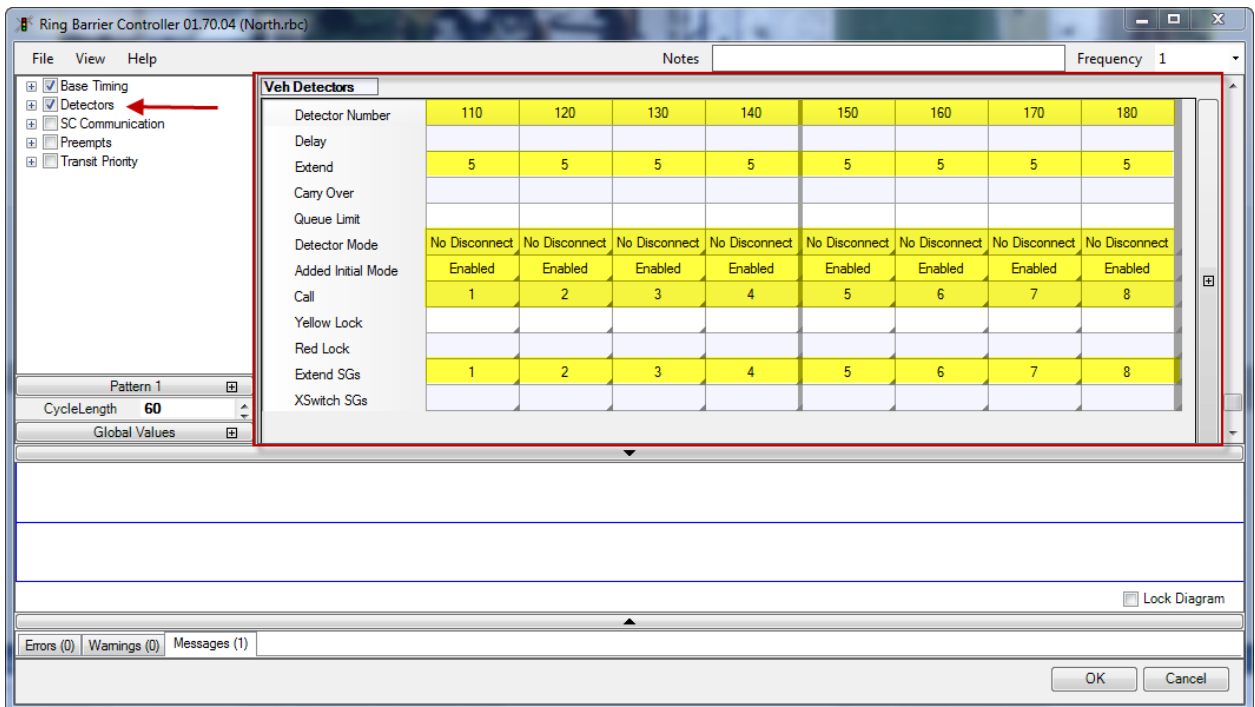 Ring Barrier Controller 01.70.04 (North.rbc)
File View Help Notes Frequency 1
Base Timing
Detectors
SC Communication
Preempts
Transit Priority
Pattern 1
CycleLength 60
Global Values
Veh Detectors
Detector Number 110 120 130 140 150 160 170 180
Delay
Extend 5 5 5 5 5 5 5 5
Carry Over
Queue Limit
Detector Mode No Disconnect No Disconnect No Disconnect No Disconnect No Disconnect No Disconnect No Disconnect No Disconnect
Added Initial Mode Enabled Enabled Enabled Enabled Enabled Enabled Enabled Enabled
Call 1 2 3 4 5 6 7 8
Yellow Lock
Red Lock
Extend SGs 1 2 3 4 5 6 7 8
XSwitch SGs
Lock Diagram
Errors (0) Warnings (0) Messages (1)
OK Cancel